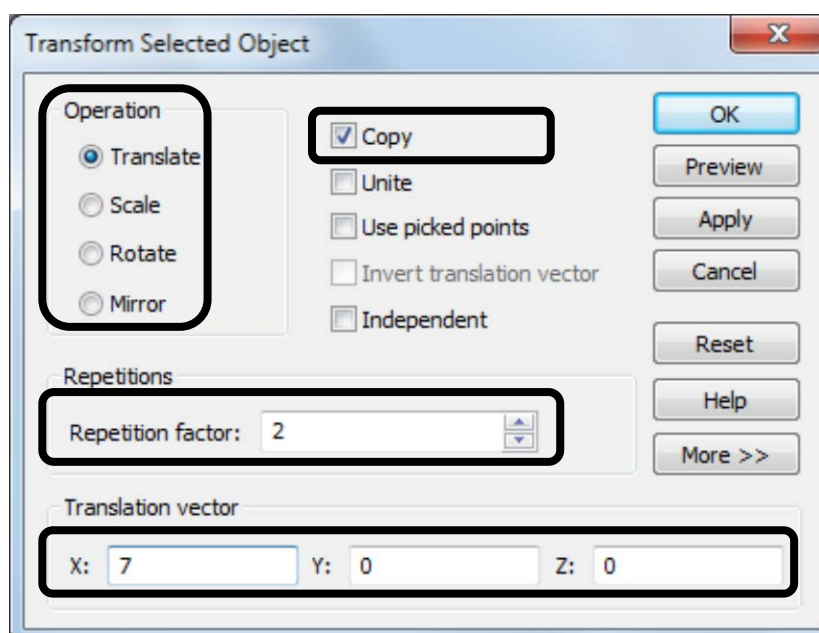 Transform Selected Object
Operation
Translate
Scale
Rotate
Mirror
Copy
Unite
Use picked points
Invert translation vector
Independent
OK
Preview
Apply
Cancel
Reset
Help
More >>
Repetitions
Repetition factor: 2
Translation vector
X: 7 Y: 0 Z: 0